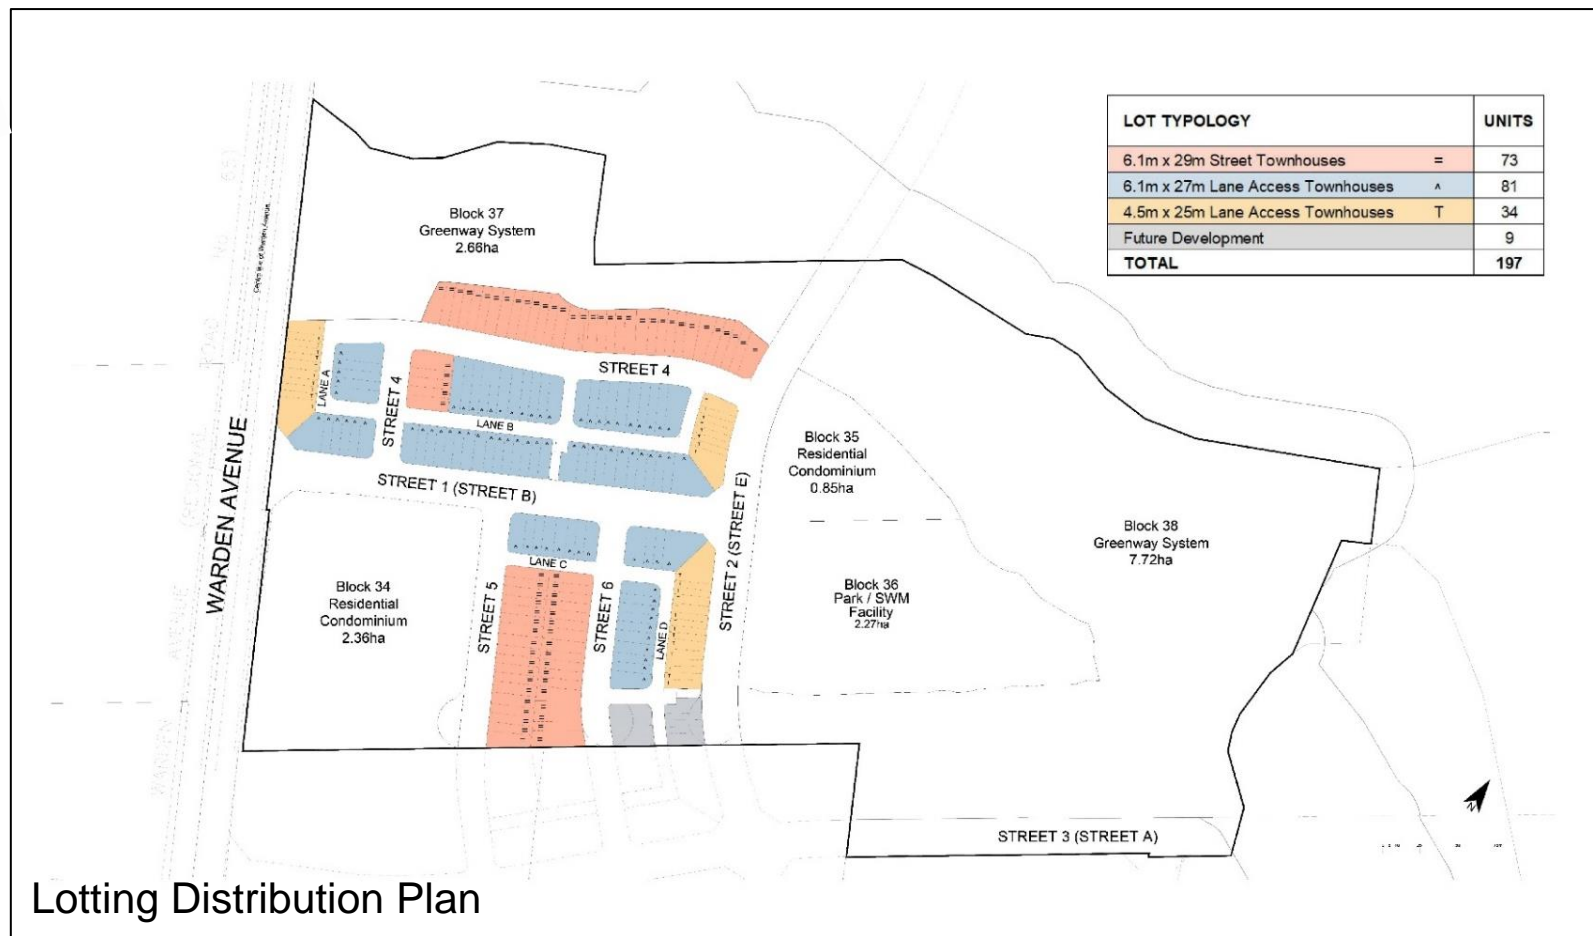 LOT TYPOLOGY UNITS
6.1m x 29m Street Townhouses = 73
6.1m x 27m Lane Access Townhouses ^ 81
4.5m x 25m Lane Access Townhouses T 34
Future Development 9
TOTAL 197
Block 37
Greenway System
2.66ha
STREET 4
LANE A
STREET 4
LANE B
WARDEN AVENUE
STREET 1 (STREET B)
STREET 2 (STREET E)
Block 35
Residential
Condominium
0.85ha
Block 38
Greenway System
7.72ha
LANE C
Block 34
Residential
Condominium
2.36ha
STREET 5
STREET 6
LANE D
Block 36
Park / SWM
Facility
2.27ha
STREET 3 (STREET A)
N
WARDEN AVENUE
Lotting Distribution Plan